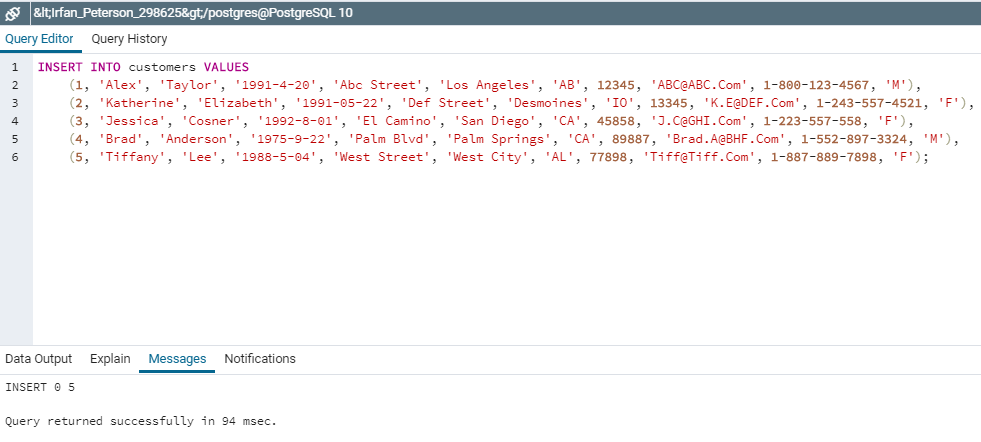 &lt;Irfan_Peterson_298625&gt;/postgres@PostgreSQL 10
Query Editor Query History
1 INSERT INTO customers VALUES
2 (1, 'Alex', 'Taylor', '1991-4-20', 'Abc Street', 'Los Angeles', 'AB', 12345, 'ABC@ABC.Com', 1-800-123-4567, 'M'),
3 (2, 'Katherine', 'Elizabeth', '1991-05-22', 'Def Street', 'Desmoines', 'IO', 13345, 'K.E@DEF.Com', 1-243-557-4521, 'F'),
4 (3, 'Jessica', 'Cosner', '1992-8-01', 'El Camino', 'San Diego', 'CA', 45858, 'J.C@GHI.Com', 1-223-557-558, 'F'),
5 (4, 'Brad', 'Anderson', '1975-9-22', 'Palm Blvd', 'Palm Springs', 'CA', 89887, 'Brad.A@BHF.Com', 1-552-897-3324, 'M'),
6 (5, 'Tiffany', 'Lee', '1988-5-04', 'West Street', 'West City', 'AL', 77898, 'Tiff@Tiff.Com', 1-887-889-7898, 'F');
Data Output Explain Messages Notifications
INSERT 0 5
Query returned successfully in 94 msec.